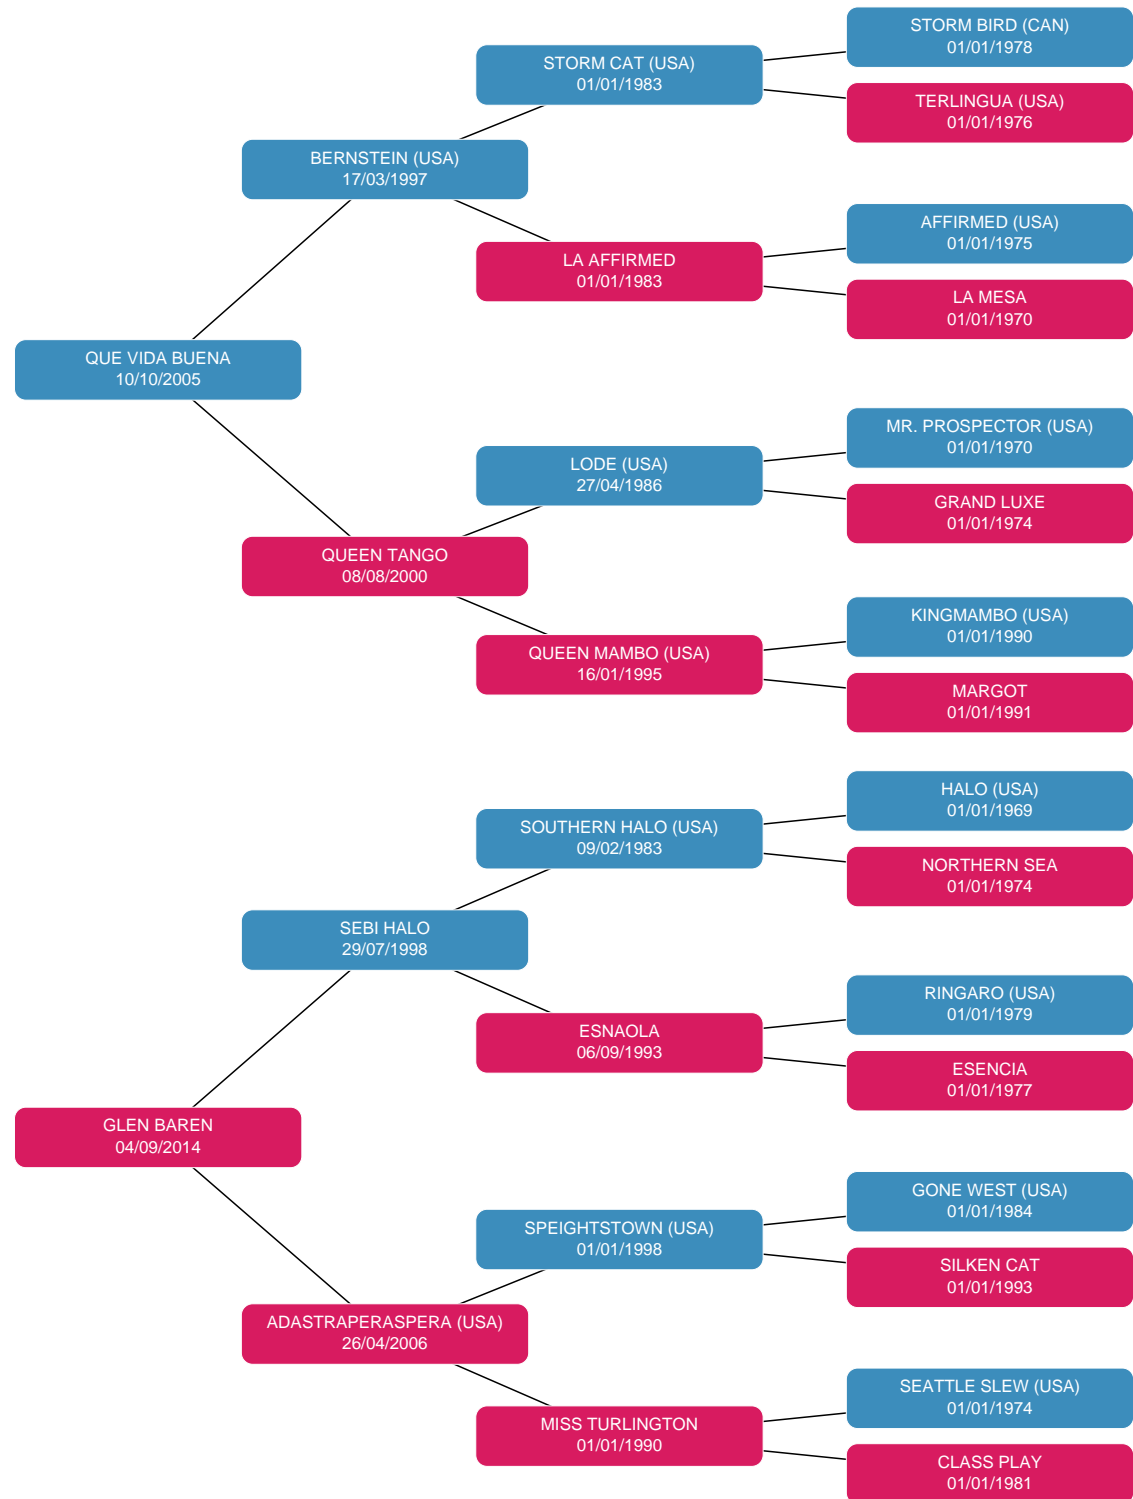 STORM BIRD (CAN)
01/01/1978
STORM CAT (USA)
01/01/1983
TERLINGUA (USA)
01/01/1976
BERNSTEIN (USA)
17/03/1997
AFFIRMED (USA)
01/01/1975
LA AFFIRMED
01/01/1983
LA MESA
01/01/1970
QUE VIDA BUENA
10/10/2005
MR. PROSPECTOR (USA)
01/01/1970
LODE (USA)
27/04/1986
GRAND LUXE
01/01/1974
QUEEN TANGO
08/08/2000
KINGMAMBO (USA)
01/01/1990
QUEEN MAMBO (USA)
16/01/1995
MARGOT
01/01/1991
HALO (USA)
01/01/1969
SOUTHERN HALO (USA)
09/02/1983
NORTHERN SEA
01/01/1974
SEBI HALO
29/07/1998
RINGARO (USA)
01/01/1979
ESNAOLA
06/09/1993
ESENCIA
01/01/1977
GLEN BAREN
04/09/2014
GONE WEST (USA)
01/01/1984
SPEIGHTSTOWN (USA)
01/01/1998
SILKEN CAT
01/01/1993
ADASTRAPERASPERA (USA)
26/04/2006
SEATTLE SLEW (USA)
01/01/1974
MISS TURLINGTON
01/01/1990
CLASS PLAY
01/01/1981